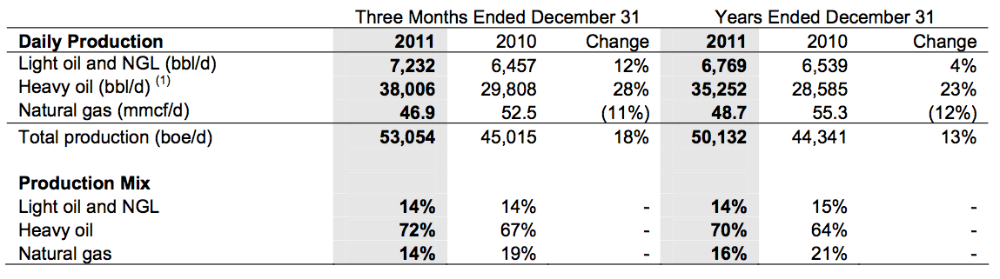 Three Months Ended December 31 Years Ended December 31
Daily Production 2011 2010 Change 2011 2010 Change
Light oil and NGL (bbl/d) 7,232 6,457 12% 6,769 6,539 4%
Heavy oil (bbl/d) (1) 38,006 29,808 28% 35,252 28,585 23%
Natural gas (mmcf/d) 46.9 52.5 (11%) 48.7 55.3 (12%)
Total production (boe/d) 53,054 45,015 18% 50,132 44,341 13%
Production Mix
Light oil and NGL 14% 14% - 14% 15% -
Heavy oil 72% 67% - 70% 64% -
Natural gas 14% 19% - 16% 21% -